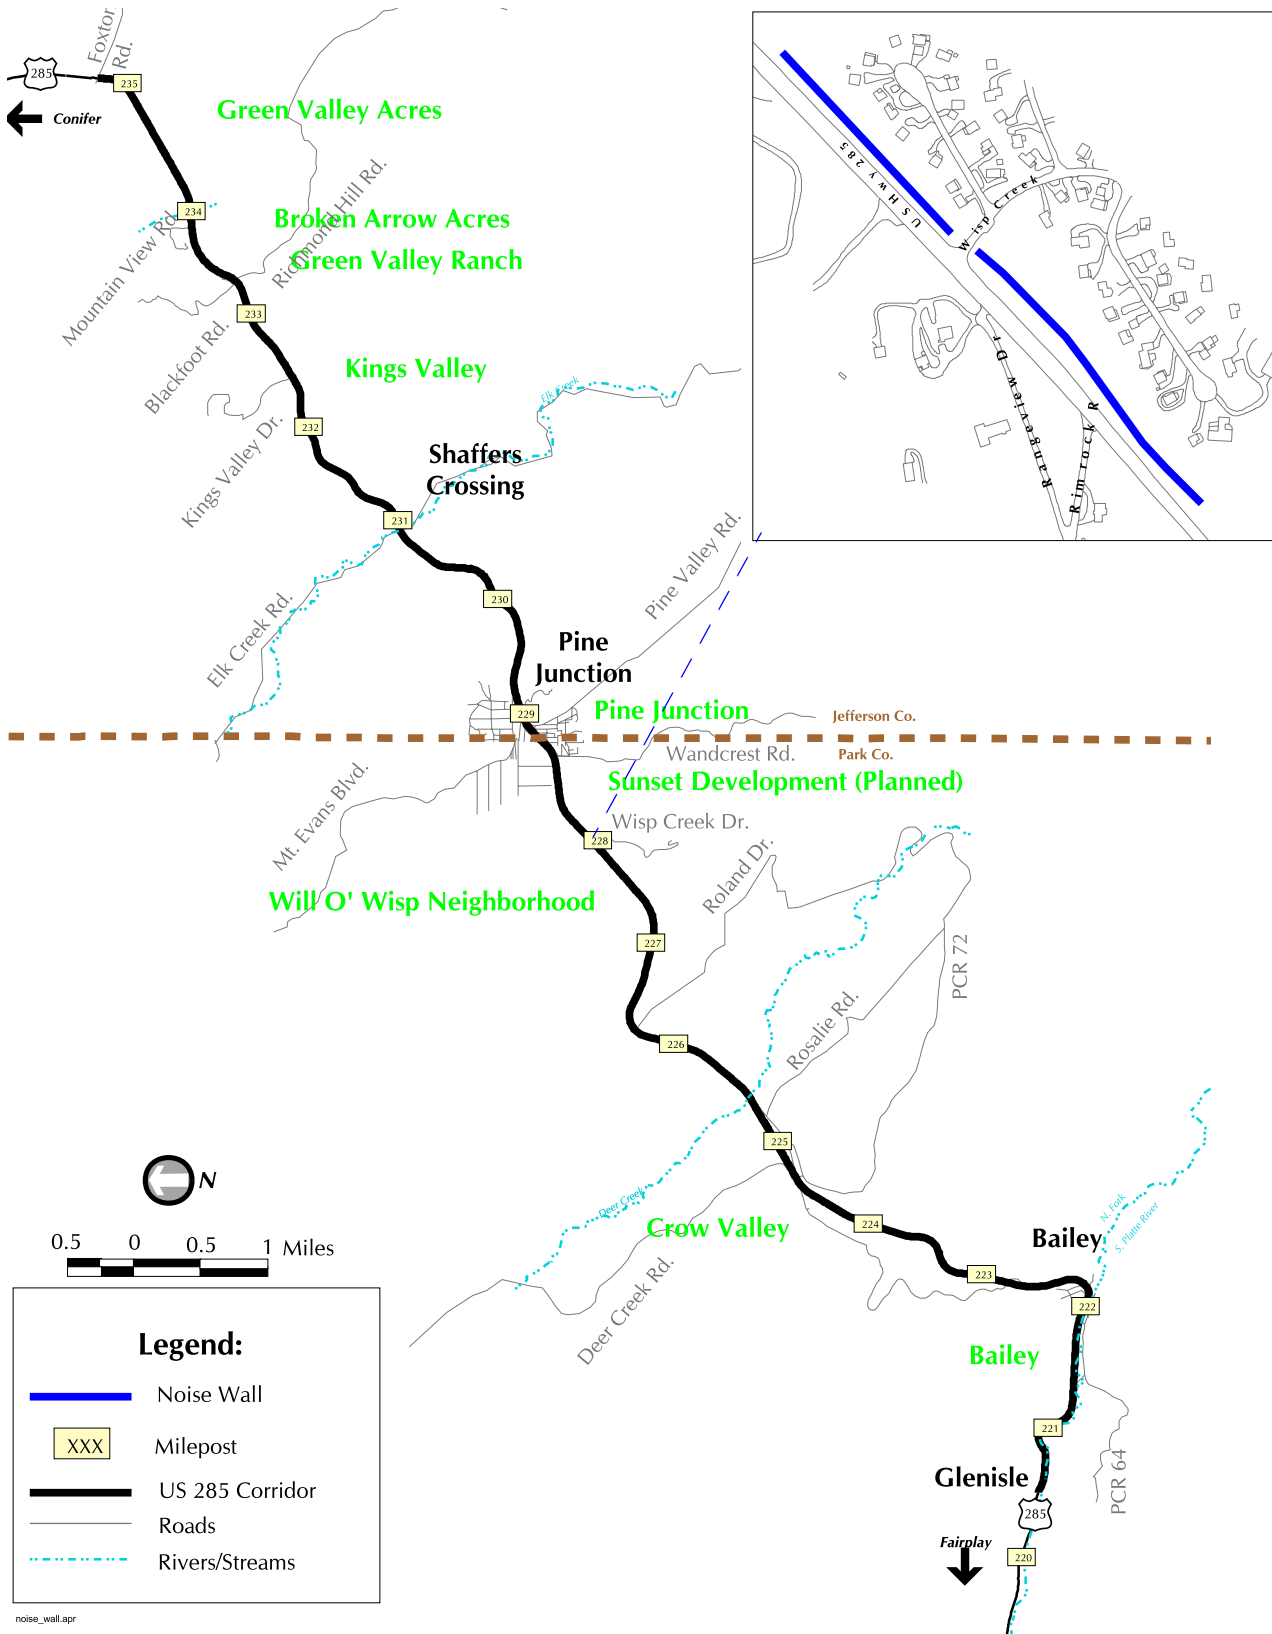 Foxton
Rd.
285
235
Conifer
Green Valley Acres
234
Mountain View Rd.
Richmond Hill Rd.
Broken Arrow Acres
Green Valley Ranch
233
Blackfoot Rd.
Kings Valley
232
Kings Valley Dr.
Elk Creek
Shaffers
Crossing
231
Elk Creek Rd.
230
Pine Valley Rd.
Pine
Junction
229
Pine Junction
Jefferson Co.
Wandcrest Rd.
Park Co.
Sunset Development (Planned)
Mt. Evans Blvd.
Wisp Creek Dr.
228
Roland Dr.
Will O' Wisp Neighborhood
227
PCR 72
226
Rosalie Rd.
225
Deer Creek
Crow Valley
224
Deer Creek Rd.
N. Fork
S. Platte River
Bailey
223
222
Bailey
221
PCR 64
Glenisle
285
Fairplay
220
US Hwy 285
Wisp Creek
Rangeview Dr
Rimrock R
N
0.5 0 0.5 1 Miles
Legend:
Noise Wall
XXX Milepost
US 285 Corridor
Roads
Rivers/Streams
noise_wall.apr